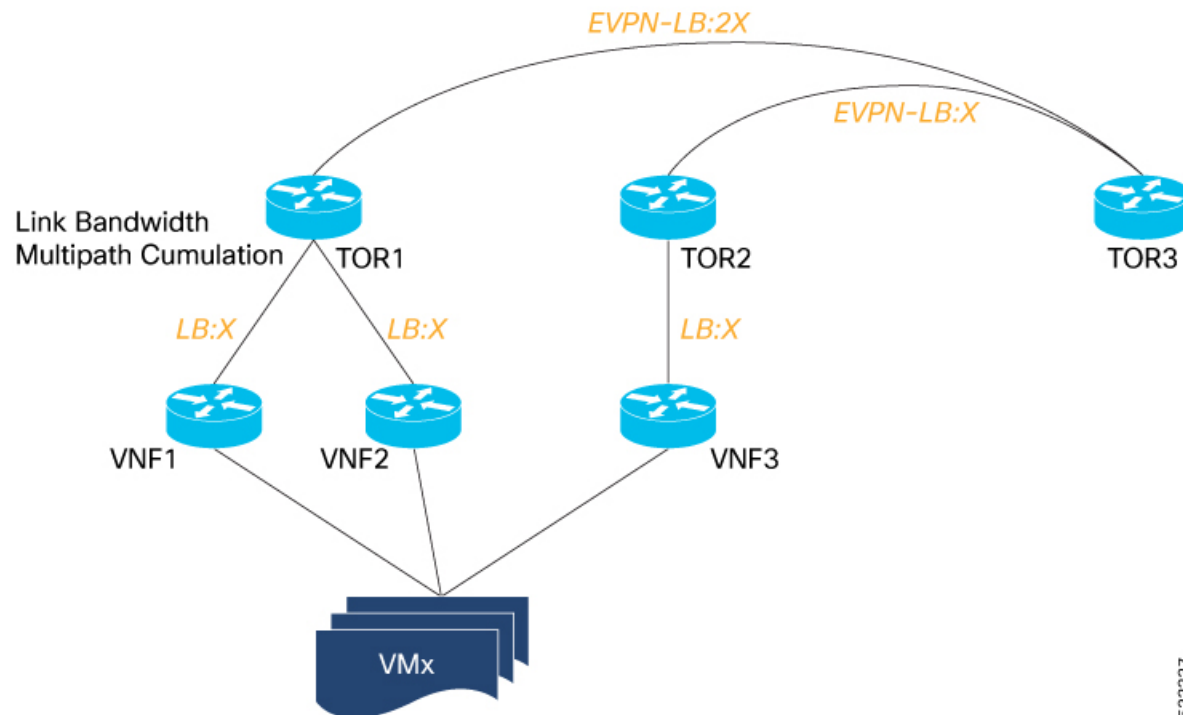 EVPN-LB:2X
EVPN-LB:X
Link Bandwidth
Multipath Cumulation
TOR1
TOR2
TOR3
LB:X
LB:X
LB:X
VNF1
VNF2
VNF3
VMx